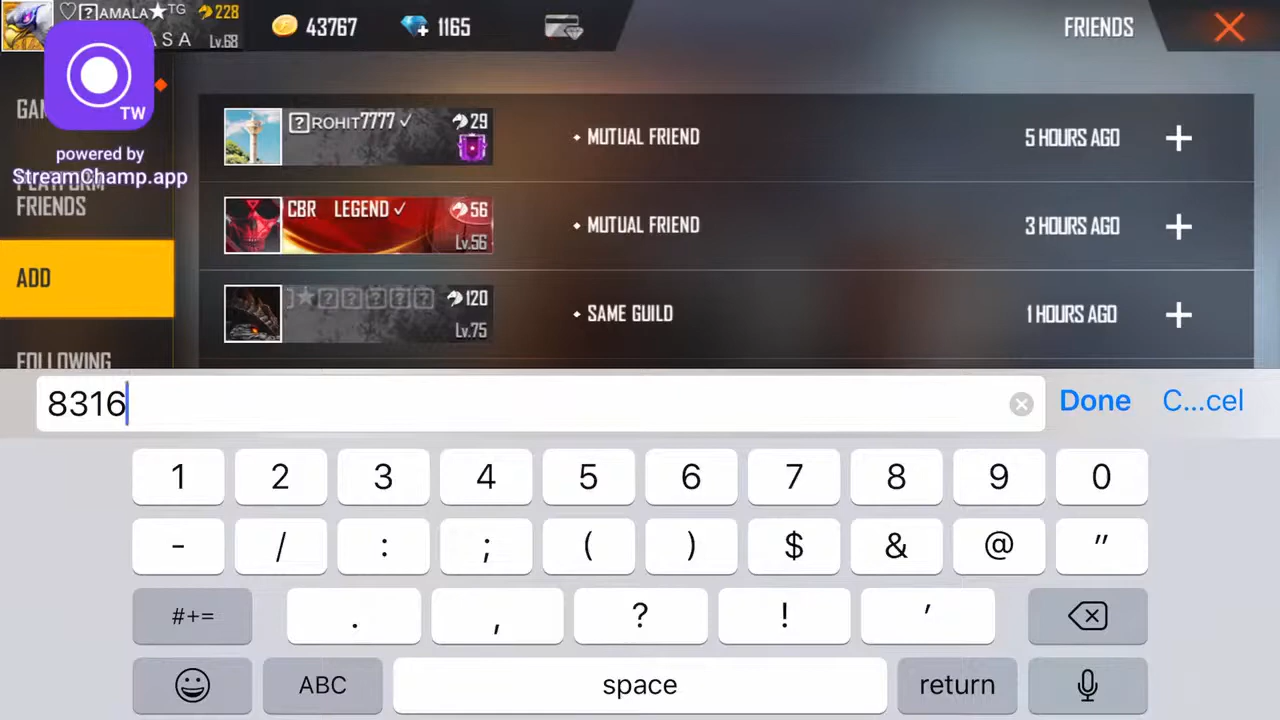 ♡?AMALA★TG 228
ASA Lv.68
43767
1165
FRIENDS
TW
powered by
StreamChamp.app
GA
PLATFORM
FRIENDS
ADD
FOLLOWING
?ROHIT7777✓ 29
MUTUAL FRIEND
5 HOURS AGO
CBR LEGEND✓ 56
Lv.56
MUTUAL FRIEND
3 HOURS AGO
]★????? 120
Lv.75
SAME GUILD
1 HOURS AGO
8316
Done
C...cel
1 2 3 4 5 6 7 8 9 0
- / : ; ( ) $ & @ "
#+= . , ? ! '
ABC space return